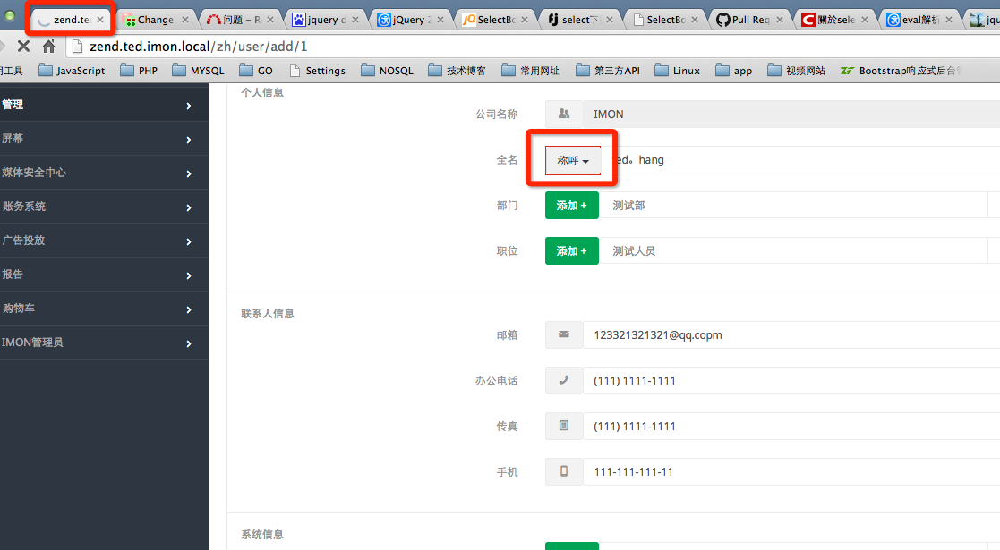 zend.te
Change
问题 – R
jquery d
jQuery 2
SelectBo
select下
SelectBo
Pull Req
關於sele
eval解析
jqu
zend.ted.imon.local/zh/user/add/1
用工具
JavaScript
PHP
MYSQL
GO
Settings
NOSQL
技术博客
常用网址
第三方API
Linux
app
视频网站
Bootstrap响应式后台
管理
屏幕
媒体安全中心
账务系统
广告投放
报告
购物车
IMON管理员
个人信息
公司名称 IMON
全名 称呼 ed。hang
部门 添加 + 测试部
职位 添加 + 测试人员
联系人信息
邮箱 123321321321@qq.copm
办公电话 (111) 1111-1111
传真 (111) 1111-1111
手机 111-111-111-11
系统信息